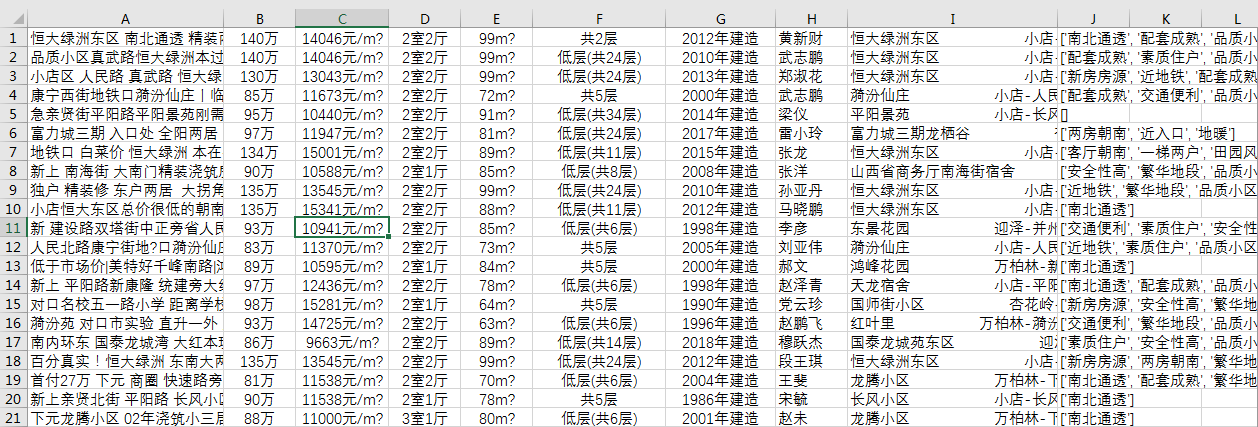 A B C D E F G H I J K L
1 恒大绿洲东区 南北通透 精装 140万 14046元/m? 2室2厅 99m? 共2层 2012年建造 黄新财 恒大绿洲东区 小店 ['南北通透', '配套成熟', '品质小
2 品质小区真武路恒大绿洲本过 140万 14046元/m? 2室2厅 99m? 低层(共24层) 2010年建造 武志鹏 恒大绿洲东区 小店 ['配套成熟', '素质住户', '品质小
3 小店区 人民路 真武路 恒大绿 130万 13043元/m? 2室2厅 99m? 低层(共24层) 2013年建造 郑淑花 恒大绿洲东区 小店 ['新房房源', '近地铁', '配套成熟
4 康宁西街地铁口蒟汾仙庄丨临 85万 11673元/m? 2室2厅 72m? 共5层 2000年建造 武志鹏 蒟汾仙庄 小店-人民 ['配套成熟', '交通便利', '品质小
5 急亲贤街平阳路平阳景苑刚需 95万 10440元/m? 2室2厅 91m? 低层(共34层) 2014年建造 梁仪 平阳景苑 小店-长风 []
6 富力城三期 入口处 全阳两居 97万 11947元/m? 2室2厅 81m? 低层(共24层) 2017年建造 雷小玲 富力城三期龙栖谷 ['两房朝南', '近入口', '地暖']
7 地铁口 白菜价 恒大绿洲 本在 134万 15001元/m? 2室2厅 89m? 低层(共11层) 2015年建造 张龙 恒大绿洲东区 小店 ['客厅朝南', '一梯两户', '田园风
8 新上 南海街 大南门精装浇筑 90万 10588元/m? 2室1厅 85m? 低层(共8层) 2008年建造 张洋 山西省商务厅南海街宿舍 ['安全性高', '繁华地段', '品质小
9 独户 精装修 东户两居 大拐角 135万 13545元/m? 2室2厅 99m? 低层(共24层) 2010年建造 孙亚丹 恒大绿洲东区 小店 ['近地铁', '繁华地段', '品质小区
10 小店恒大东区总价很低的朝南 135万 15341元/m? 2室2厅 88m? 低层(共11层) 2012年建造 马晓鹏 恒大绿洲东区 小店 ['南北通透']
11 新 建设路双塔街中正旁省人民 93万 10941元/m? 2室2厅 85m? 低层(共6层) 1998年建造 李彦 东景花园 迎泽-并州 ['交通便利', '素质住户', '安全性
12 人民北路康宁街地?口蒟汾仙庄 83万 11370元/m? 2室2厅 73m? 共5层 2005年建造 刘亚伟 蒟汾仙庄 小店-人民 ['近地铁', '素质住户', '品质小区
13 低于市场价|美特好千峰南路| 89万 10595元/m? 2室1厅 84m? 共5层 2000年建造 郝文 鸿峰花园 万柏林-新 ['南北通透']
14 新上 平阳路新康隆 统建旁大 97万 12436元/m? 2室2厅 78m? 低层(共6层) 1998年建造 赵泽青 天龙宿舍 小店-平阳 ['南北通透', '配套成熟', '品质小
15 对口名校五一路小学 距离学校 98万 15281元/m? 2室1厅 64m? 共5层 1990年建造 党云珍 国师街小区 杏花岭 ['新房房源', '安全性高', '繁华地
16 蒟汾苑 对口市实验 直升一外 93万 14725元/m? 2室2厅 63m? 低层(共6层) 1996年建造 赵鹏飞 红叶里 万柏林-蒟汾 ['交通便利', '繁华地段', '品质小
17 南内环东 国泰龙城湾 大红本 86万 9663元/m? 2室2厅 89m? 低层(共14层) 2018年建造 穆跃杰 国泰龙城苑东区 迎 ['素质住户', '安全性高', '品质小
18 百分真实！恒大绿洲 东南大两 135万 13545元/m? 2室2厅 99m? 低层(共24层) 2012年建造 段王琪 恒大绿洲东区 小店 ['新房房源', '两房朝南', '繁华地
19 首付27万 下元 商圈 快速路旁 81万 11538元/m? 2室2厅 70m? 低层(共6层) 2004年建造 王斐 龙腾小区 万柏林-下 ['南北通透', '配套成熟', '繁华地
20 新上亲贤北街 平阳路 长风小区 90万 11538元/m? 2室1厅 78m? 共5层 1986年建造 宋毓 长风小区 小店-长风 ['南北通透']
21 下元龙腾小区 02年浇筑小三居 88万 11000元/m? 3室1厅 80m? 低层(共6层) 2001年建造 赵未 龙腾小区 万柏林-下 ['南北通透']